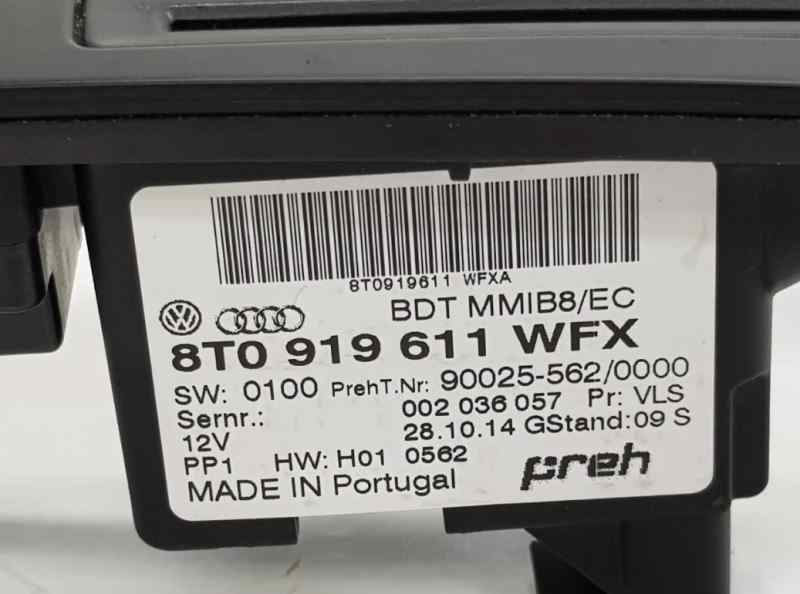 8T0919611 WFXA
BDT MMIB8/EC
8T0 919 611 WFX
SW: 0100 PrehT.Nr: 90025-562/0000
Sernr.: 002 036 057 Pr: VLS
12V 28.10.14 GStand: 09 S
PP1 HW: H01 0562
preh
MADE IN Portugal